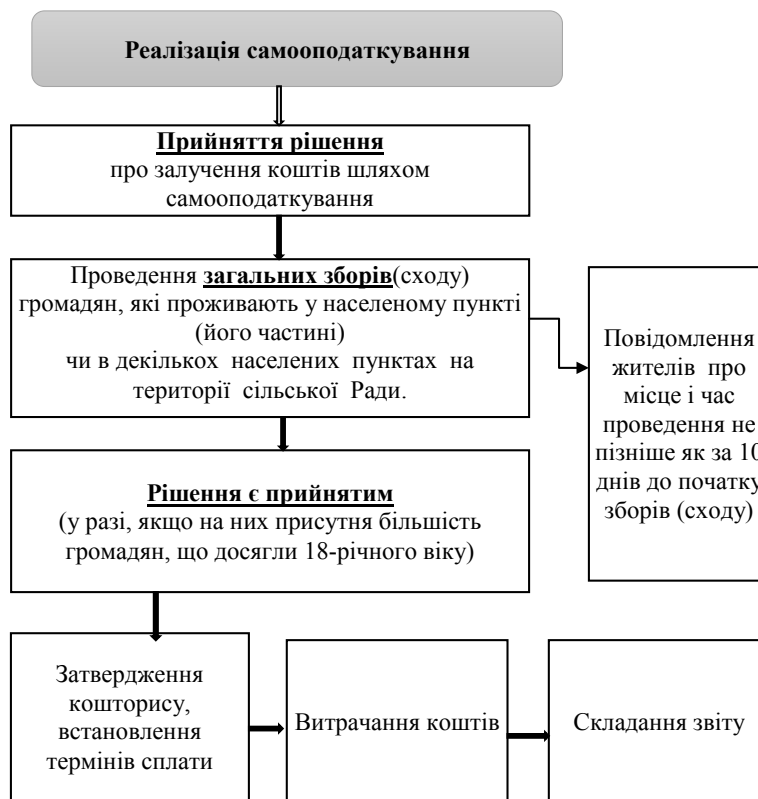 Реалізація самооподаткування
Прийняття рішення
про залучення коштів шляхом
самооподаткування
Проведення загальних зборів(сходу)
громадян, які проживають у населеному пункті
(його частині)
чи в декількох населених пунктах на
території сільської Ради.
Повідомлення
жителів про
місце і час
проведення не
пізніше як за 10
днів до початку
зборів (сходу)
Рішення є прийнятим
(у разі, якщо на них присутня більшість
громадян, що досягли 18-річного віку)
Затвердження
кошторису,
встановлення
термінів сплати
Витрачання коштів
Складання звіту